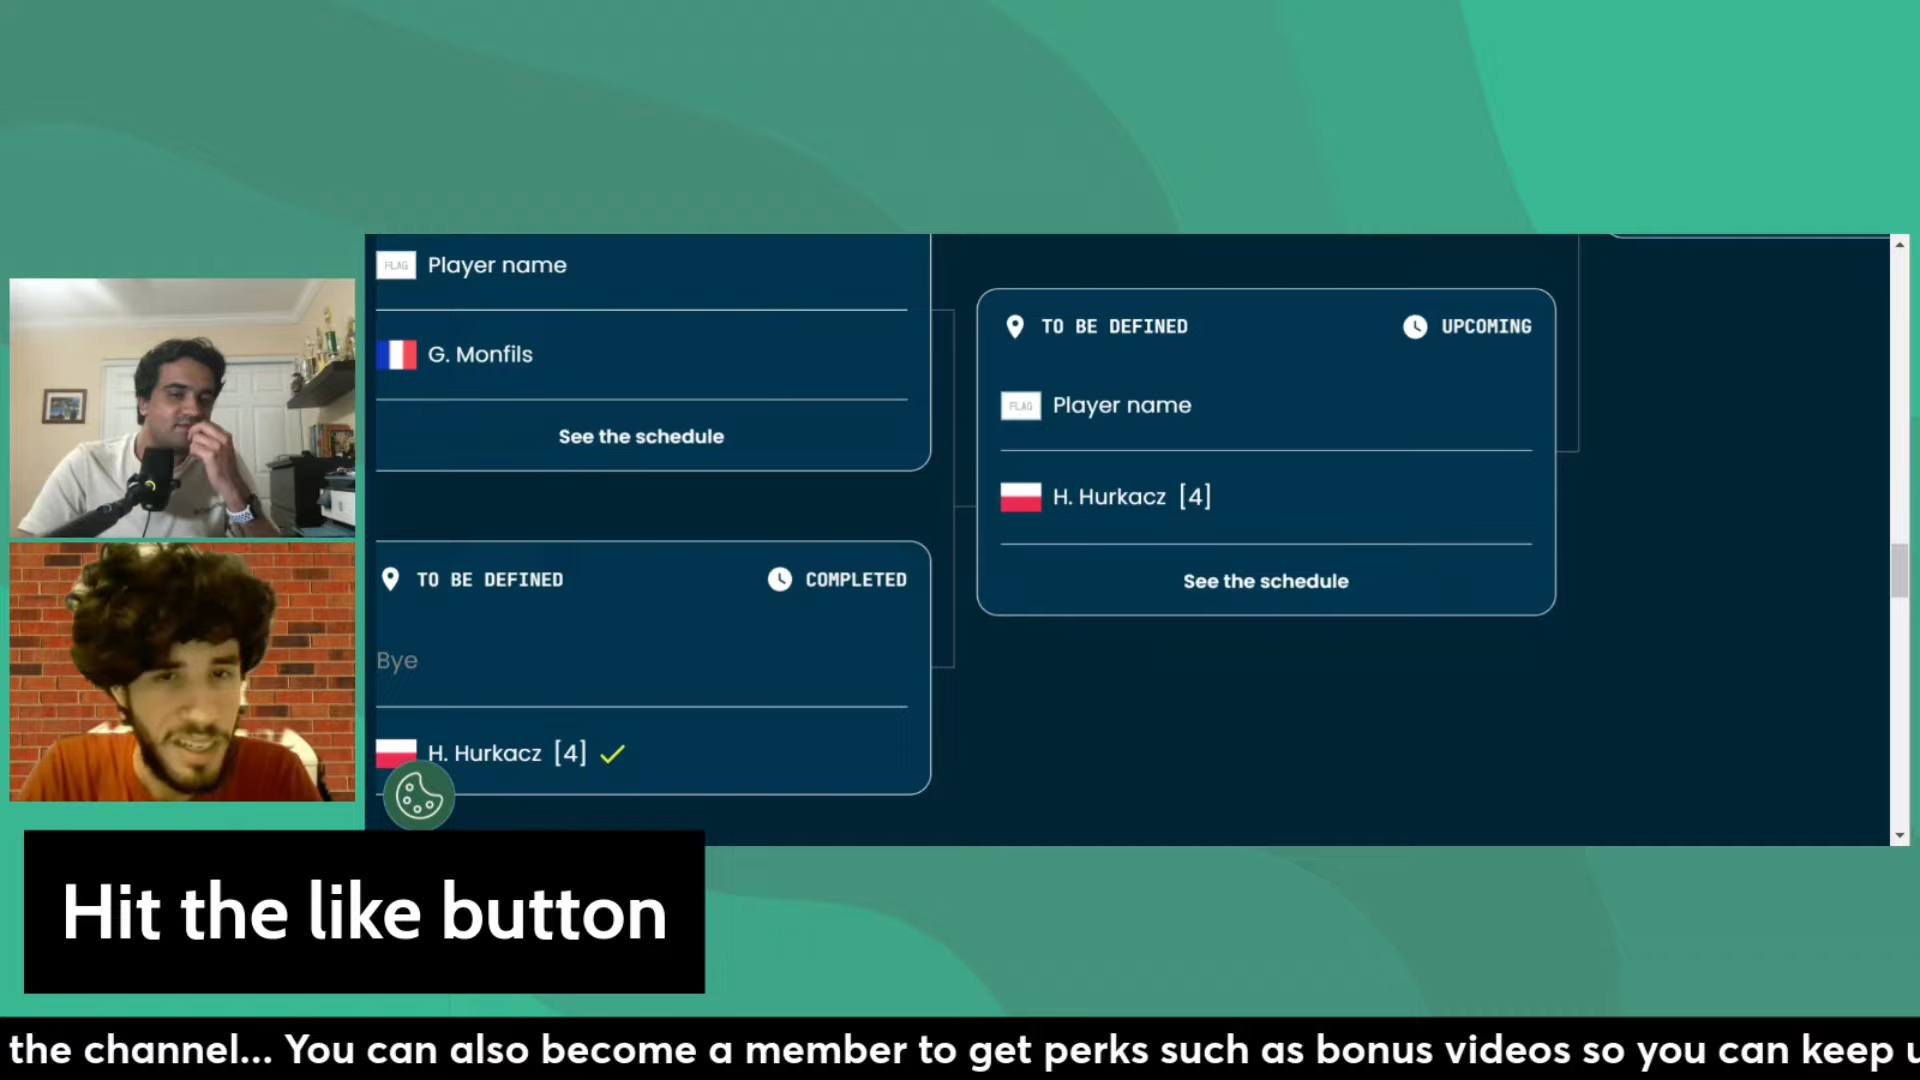 FLAG Player name
G. Monfils
See the schedule
TO BE DEFINED COMPLETED
Bye
H. Hurkacz [4]
TO BE DEFINED UPCOMING
FLAG Player name
H. Hurkacz [4]
See the schedule
Hit the like button
the channel... You can also become a member to get perks such as bonus videos so you can keep u